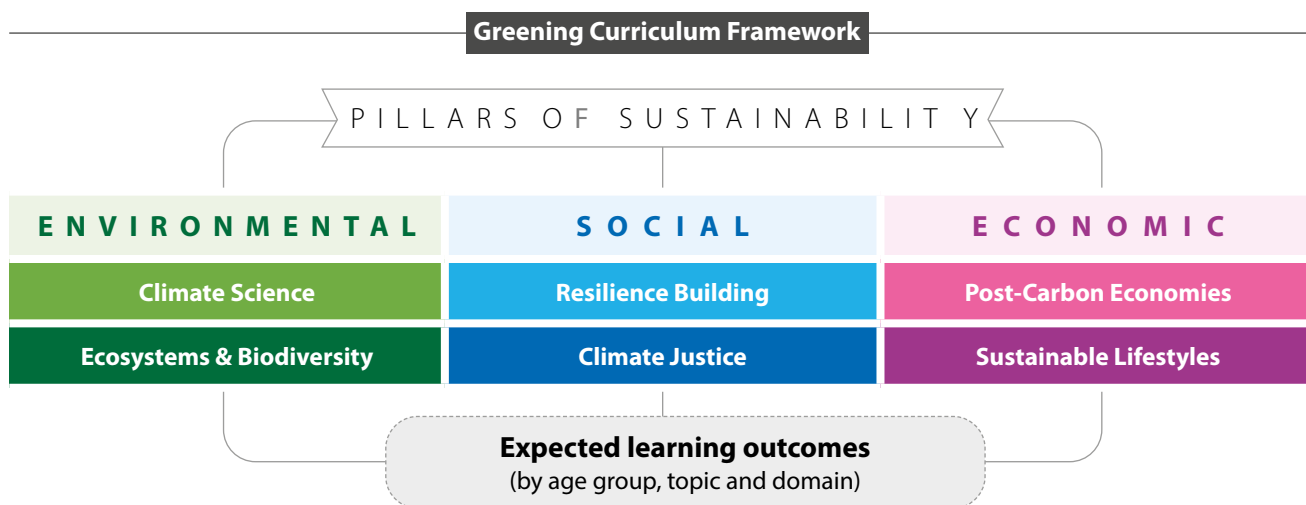 Greening Curriculum Framework
PILLARS OF SUSTAINABILITY
ENVIRONMENTAL
SOCIAL
ECONOMIC
Climate Science
Resilience Building
Post-Carbon Economies
Ecosystems & Biodiversity
Climate Justice
Sustainable Lifestyles
Expected learning outcomes
(by age group, topic and domain)